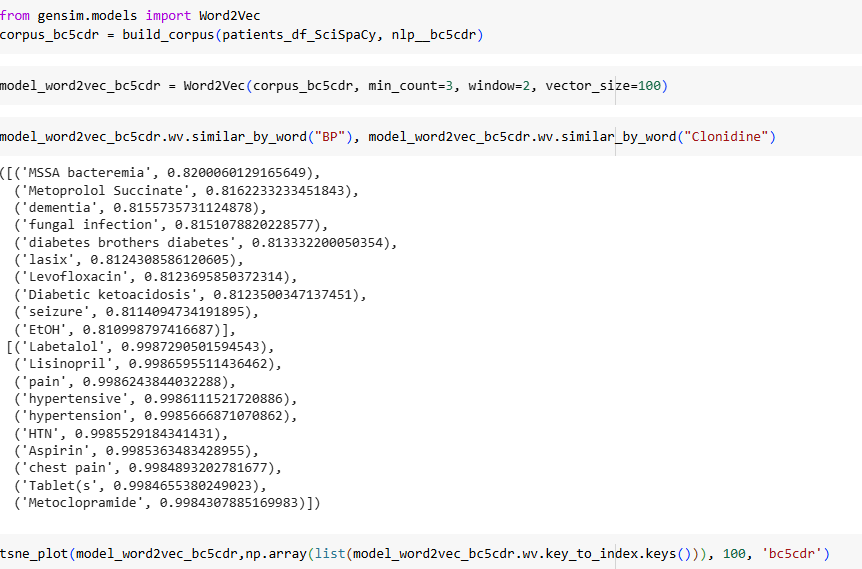 from gensim.models import Word2Vec
corpus_bc5cdr = build_corpus(patients_df_SciSpaCy, nlp__bc5cdr)
model_word2vec_bc5cdr = Word2Vec(corpus_bc5cdr, min_count=3, window=2, vector_size=100)
model_word2vec_bc5cdr.wv.similar_by_word("BP"), model_word2vec_bc5cdr.wv.similar_by_word("Clonidine")
([('MSSA bacteremia', 0.8200060129165649),
('Metoprolol Succinate', 0.8162233233451843),
('dementia', 0.8155735731124878),
('fungal infection', 0.8151078820228577),
('diabetes brothers diabetes', 0.813332200050354),
('lasix', 0.8124308586120605),
('Levofloxacin', 0.8123695850372314),
('Diabetic ketoacidosis', 0.8123500347137451),
('seizure', 0.8114094734191895),
('EtOH', 0.810998797416687)],
[('Labetalol', 0.9987290501594543),
('Lisinopril', 0.9986595511436462),
('pain', 0.9986243844032288),
('hypertensive', 0.9986111521720886),
('hypertension', 0.9985666871070862),
('HTN', 0.9985529184341431),
('Aspirin', 0.9985363483428955),
('chest pain', 0.9984893202781677),
('Tablet(s', 0.9984655380249023),
('Metoclopramide', 0.9984307885169983)])
tsne_plot(model_word2vec_bc5cdr,np.array(list(model_word2vec_bc5cdr.wv.key_to_index.keys())), 100, 'bc5cdr')